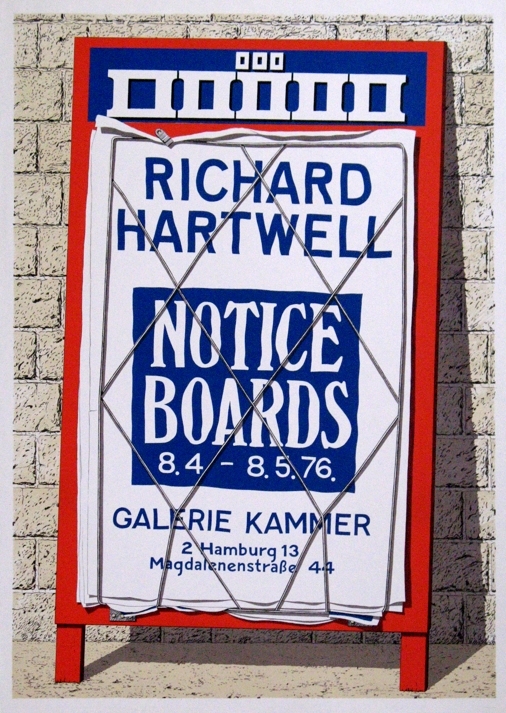 RICHARD
HARTWELL
NOTICE
BOARDS
8.4 – 8.5.76.
GALERIE KAMMER
2 Hamburg 13
Magdalenenstraße 44